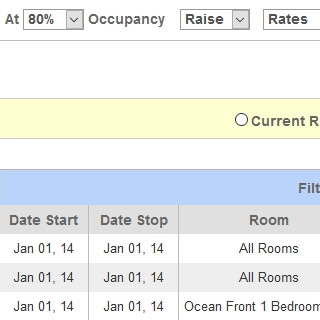 At 80% Occupancy Raise Rates
Current R
Filt
Date Start Date Stop Room
Jan 01, 14 Jan 01, 14 All Rooms
Jan 01, 14 Jan 01, 14 All Rooms
Jan 01, 14 Jan 01, 14 Ocean Front 1 Bedroom